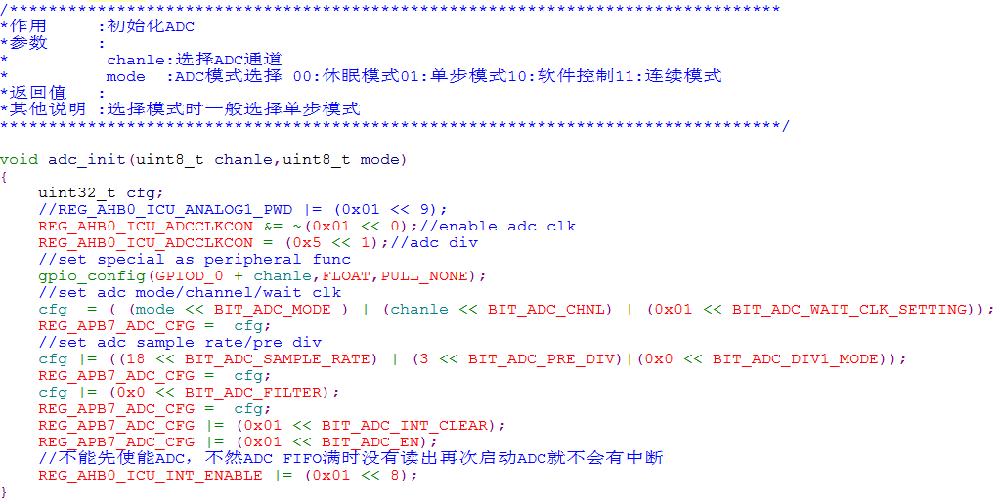 /*******************************************************************************
*作用     :初始化ADC
*参数     :
*          chanle:选择ADC通道
*          mode  :ADC模式选择 00:休眠模式01:单步模式10:软件控制11:连续模式
*返回值   :
*其他说明 :选择模式时一般选择单步模式
********************************************************************************/

void adc_init(uint8_t chanle,uint8_t mode)
{
    uint32_t cfg;
    //REG_AHB0_ICU_ANALOG1_PWD |= (0x01 << 9);
    REG_AHB0_ICU_ADCCLKCON &= ~(0x01 << 0);//enable adc clk
    REG_AHB0_ICU_ADCCLKCON = (0x5 << 1);//adc div
    //set special as peripheral func
    gpio_config(GPIOD_0 + chanle,FLOAT,PULL_NONE);
    //set adc mode/channel/wait clk
    cfg  = ( (mode << BIT_ADC_MODE ) | (chanle << BIT_ADC_CHNL) | (0x01 << BIT_ADC_WAIT_CLK_SETTING));
    REG_APB7_ADC_CFG =  cfg;
    //set adc sample rate/pre div
    cfg |= ((18 << BIT_ADC_SAMPLE_RATE) | (3 << BIT_ADC_PRE_DIV)|(0x0 << BIT_ADC_DIV1_MODE));
    REG_APB7_ADC_CFG =  cfg;
    cfg |= (0x0 << BIT_ADC_FILTER);
    REG_APB7_ADC_CFG =  cfg;
    REG_APB7_ADC_CFG |= (0x01 << BIT_ADC_INT_CLEAR);
    REG_APB7_ADC_CFG |= (0x01 << BIT_ADC_EN);
    //不能先使能ADC，不然ADC FIFO满时没有读出再次启动ADC就不会有中断
    REG_AHB0_ICU_INT_ENABLE |= (0x01 << 8);
}